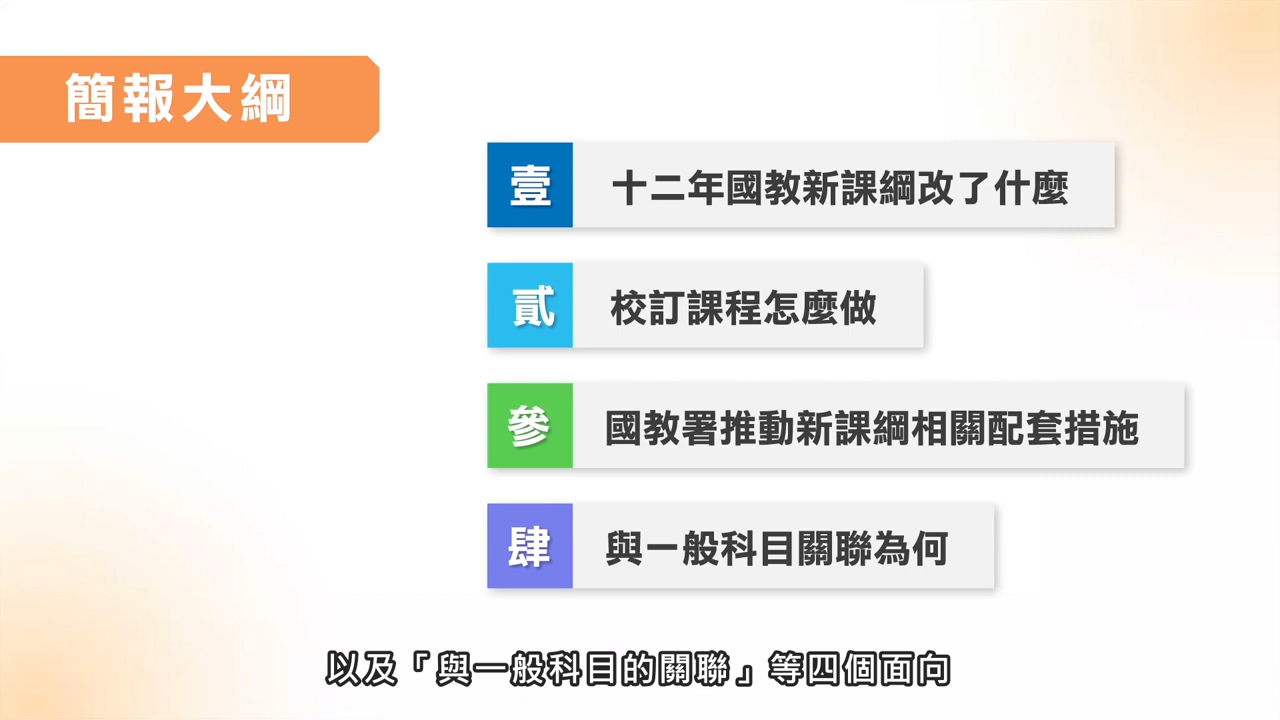 簡報大綱
壹 十二年國教新課綱改了什麼
貳 校訂課程怎麼做
參 國教署推動新課綱相關配套措施
肆 與一般科目關聯為何
以及「與一般科目的關聯」等四個面向